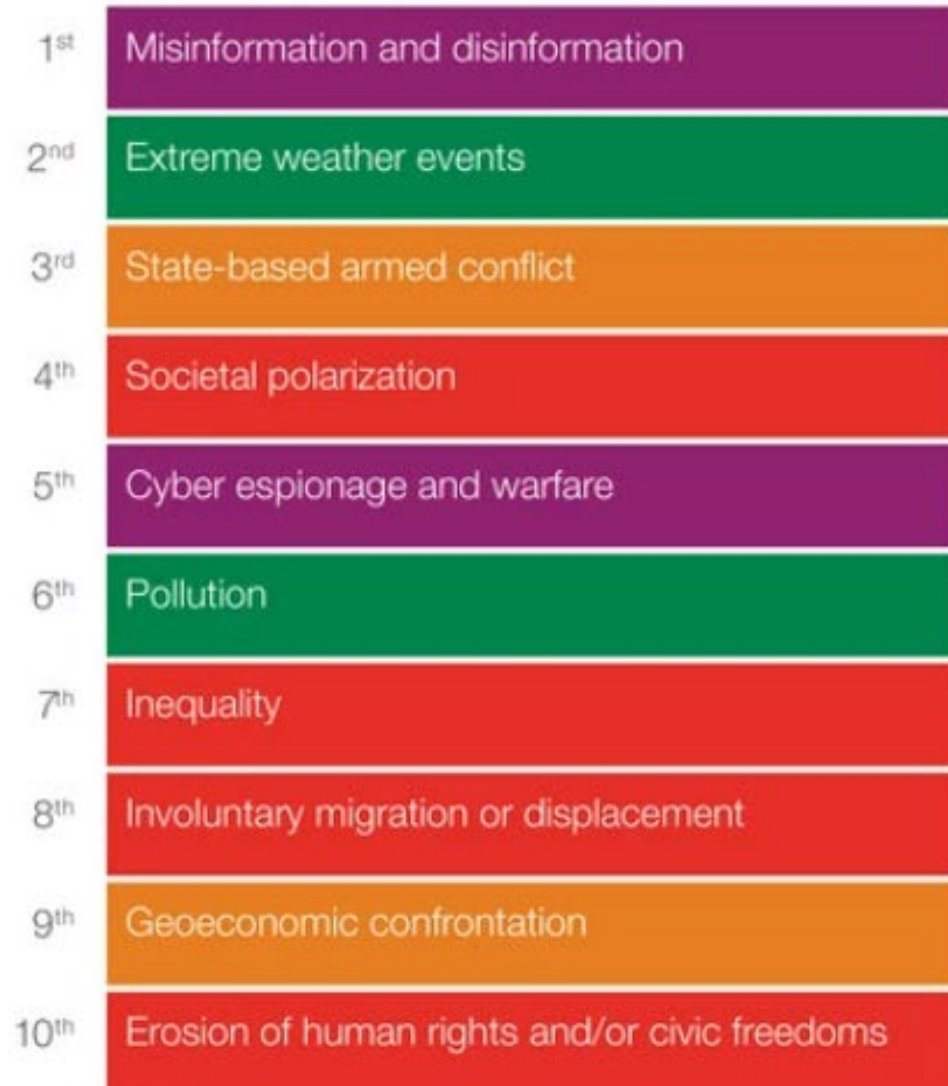 1st Misinformation and disinformation
2nd Extreme weather events
3rd State-based armed conflict
4th Societal polarization
5th Cyber espionage and warfare
6th Pollution
7th Inequality
8th Involuntary migration or displacement
9th Geoeconomic confrontation
10th Erosion of human rights and/or civic freedoms